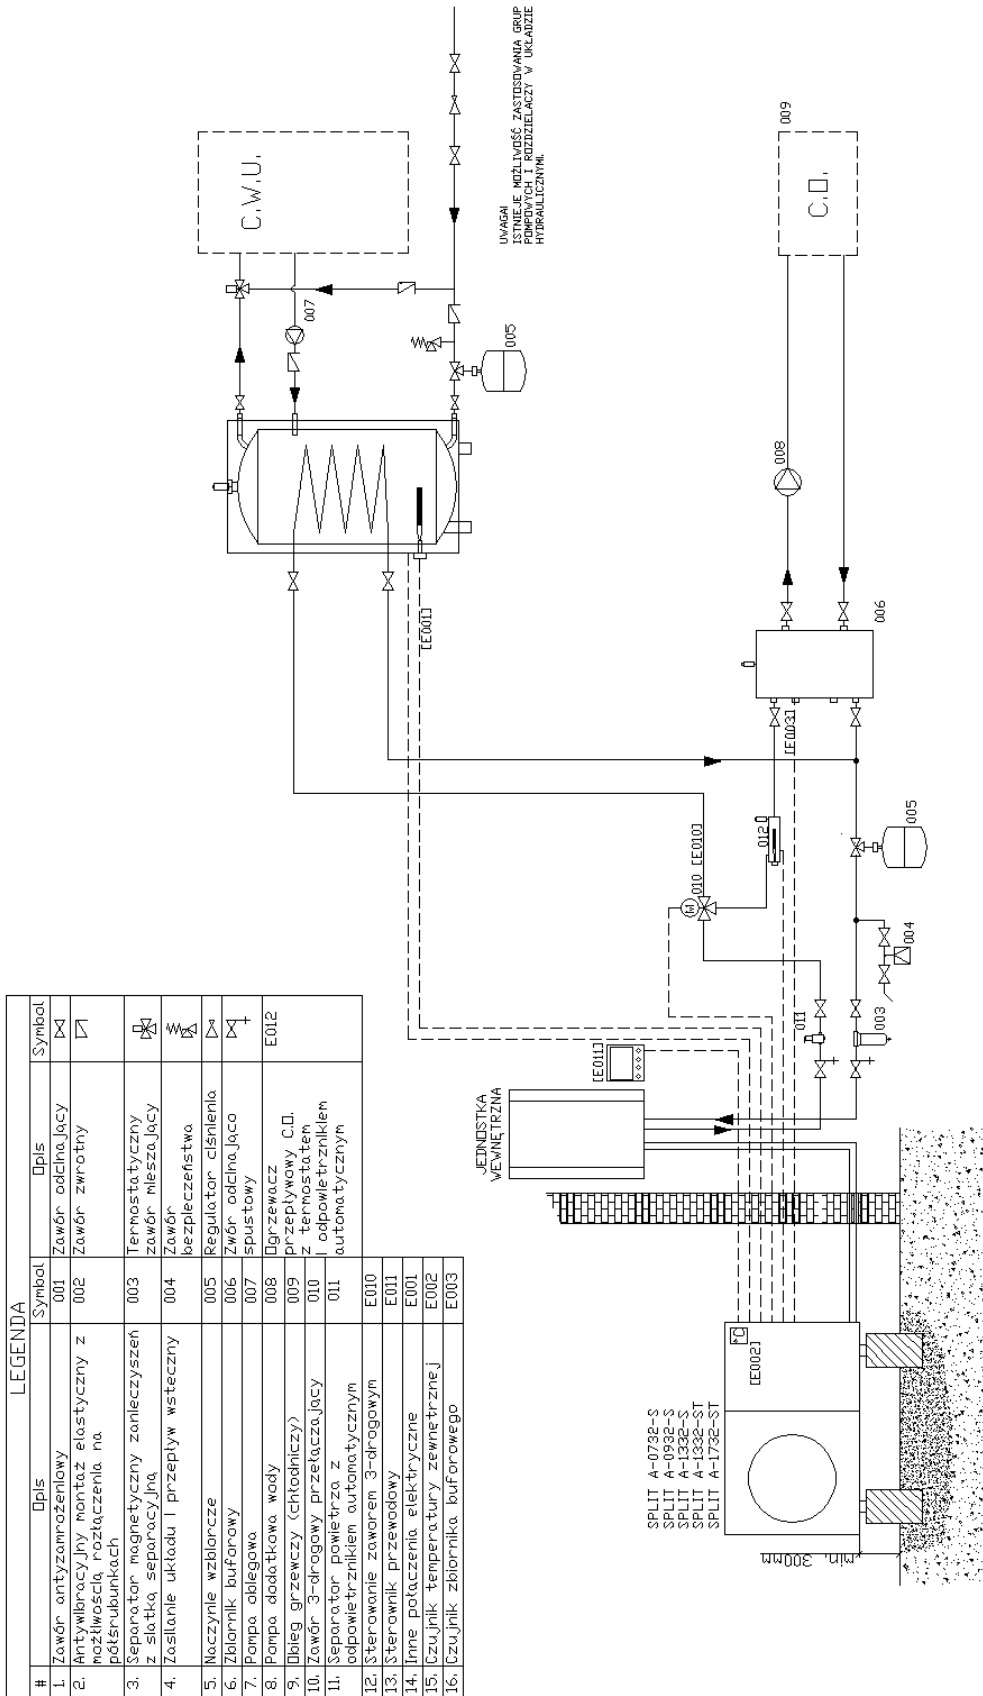 LEGENDA
# Opis Symbol Opis Symbol
1. Zawór antyzamrożeniowy 001 Zawór odcinający
2. Antywibracyjny montaż elastyczny z
możliwością rozłączenia na
półśrubunkach 002 Zawór zwrotny
3. Separator magnetyczny zanieczyszeń
z siatką separacyjną 003 Termostatyczny
zawór mieszający
4. Zasilanie układu i przepływ wsteczny 004 Zawór
bezpieczeństwa
5. Naczynie wzbiorcze 005 Regulator ciśnienia
6. Zbiornik buforowy 006 Zwór odcinająco
7. Pompa obiegowa 007 spustowy
8. Pompa dodatkowa wody 008 Ogrzewacz E012
9. Obieg grzewczy (chłodniczy) 009 przepływowy C.O.
10. Zawór 3-drogowy przełączający 010 z termostatem
11. Separator powietrza z 011 i odpowietrznikiem
odpowietrznikiem automatycznym automatycznym
12. Sterowanie zaworem 3-drogowym E010
13. Sterownik przewodowy E011
14. Inne połączenia elektryczne E001
15. Czujnik temperatury zewnętrznej E002
16. Czujnik zbiornika buforowego E003
C.W.U.
007
005
UWAGA!
ISTNIEJE MOŻLIWOŚĆ ZASTOSOWANIA GRUP
POMPOWYCH I ROZDZIELACZY W UKŁADZIE
HYDRAULICZNYM.
[E001]
JEDNOSTKA
WEWNĘTRZNA
[E011]
M
010 [E010]
012
[E003]
006
008
C.O.
009
011
003
004
005
SPLIT A-0732-S
SPLIT A-0932-S
SPLIT A-1332-S
SPLIT A-1332-ST
SPLIT A-1732-ST
°C
[E002]
min. 300mm